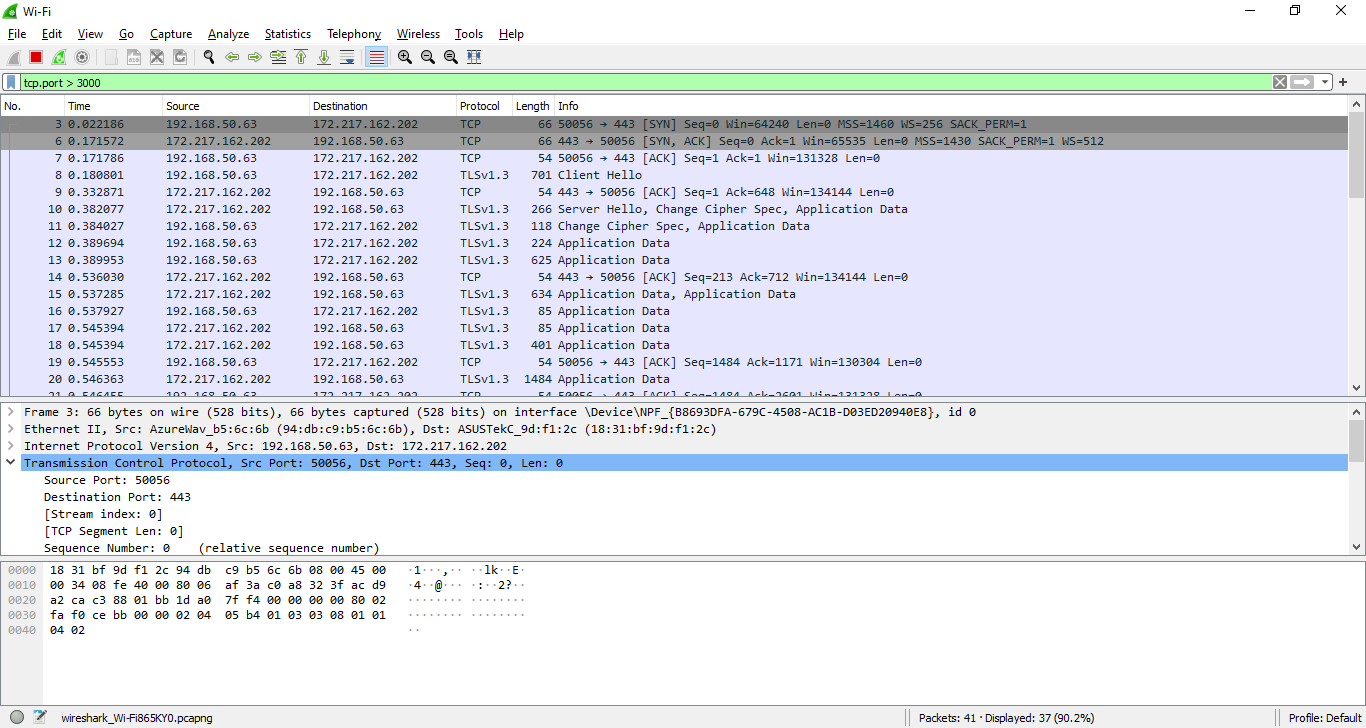 Wi-Fi
File Edit View Go Capture Analyze Statistics Telephony Wireless Tools Help
tcp.port > 3000
No. Time Source Destination Protocol Length Info
3 0.022186 192.168.50.63 172.217.162.202 TCP 66 50056 → 443 [SYN] Seq=0 Win=64240 Len=0 MSS=1460 WS=256 SACK_PERM=1
6 0.171572 172.217.162.202 192.168.50.63 TCP 66 443 → 50056 [SYN, ACK] Seq=0 Ack=1 Win=65535 Len=0 MSS=1430 SACK_PERM=1 WS=512
7 0.171786 192.168.50.63 172.217.162.202 TCP 54 50056 → 443 [ACK] Seq=1 Ack=1 Win=131328 Len=0
8 0.180801 192.168.50.63 172.217.162.202 TLSv1.3 701 Client Hello
9 0.332871 172.217.162.202 192.168.50.63 TCP 54 443 → 50056 [ACK] Seq=1 Ack=648 Win=134144 Len=0
10 0.382077 172.217.162.202 192.168.50.63 TLSv1.3 266 Server Hello, Change Cipher Spec, Application Data
11 0.384027 192.168.50.63 172.217.162.202 TLSv1.3 118 Change Cipher Spec, Application Data
12 0.389694 192.168.50.63 172.217.162.202 TLSv1.3 224 Application Data
13 0.389953 192.168.50.63 172.217.162.202 TLSv1.3 625 Application Data
14 0.536030 172.217.162.202 192.168.50.63 TCP 54 443 → 50056 [ACK] Seq=213 Ack=712 Win=134144 Len=0
15 0.537285 172.217.162.202 192.168.50.63 TLSv1.3 634 Application Data, Application Data
16 0.537927 192.168.50.63 172.217.162.202 TLSv1.3 85 Application Data
17 0.545394 172.217.162.202 192.168.50.63 TLSv1.3 85 Application Data
18 0.545394 172.217.162.202 192.168.50.63 TLSv1.3 401 Application Data
19 0.545553 192.168.50.63 172.217.162.202 TCP 54 50056 → 443 [ACK] Seq=1484 Ack=1171 Win=130304 Len=0
20 0.546363 172.217.162.202 192.168.50.63 TLSv1.3 1484 Application Data
21 0.546455 192.168.50.63 172.217.162.202 TCP 54 50056 → 443 [ACK] Seq=1484 Ack=2601 Win=131328 Len=0
Frame 3: 66 bytes on wire (528 bits), 66 bytes captured (528 bits) on interface \Device\NPF_{B8693DFA-679C-4508-AC1B-D03ED20940E8}, id 0
Ethernet II, Src: AzureWav_b5:6c:6b (94:db:c9:b5:6c:6b), Dst: ASUSTekC_9d:f1:2c (18:31:bf:9d:f1:2c)
Internet Protocol Version 4, Src: 192.168.50.63, Dst: 172.217.162.202
Transmission Control Protocol, Src Port: 50056, Dst Port: 443, Seq: 0, Len: 0
Source Port: 50056
Destination Port: 443
[Stream index: 0]
[TCP Segment Len: 0]
Sequence Number: 0 (relative sequence number)
0000 18 31 bf 9d f1 2c 94 db c9 b5 6c 6b 08 00 45 00 ·1···,·· ··lk··E·
0010 00 34 08 fe 40 00 80 06 af 3a c0 a8 32 3f ac d9 ·4··@··· ·:··2?··
0020 a2 ca c3 88 01 bb 1d a0 7f f4 00 00 00 00 80 02 ········ ········
0030 fa f0 ce bb 00 00 02 04 05 b4 01 03 03 08 01 01 ········ ········
0040 04 02 ··
wireshark_Wi-Fi865KY0.pcapng Packets: 41 · Displayed: 37 (90.2%) Profile: Default